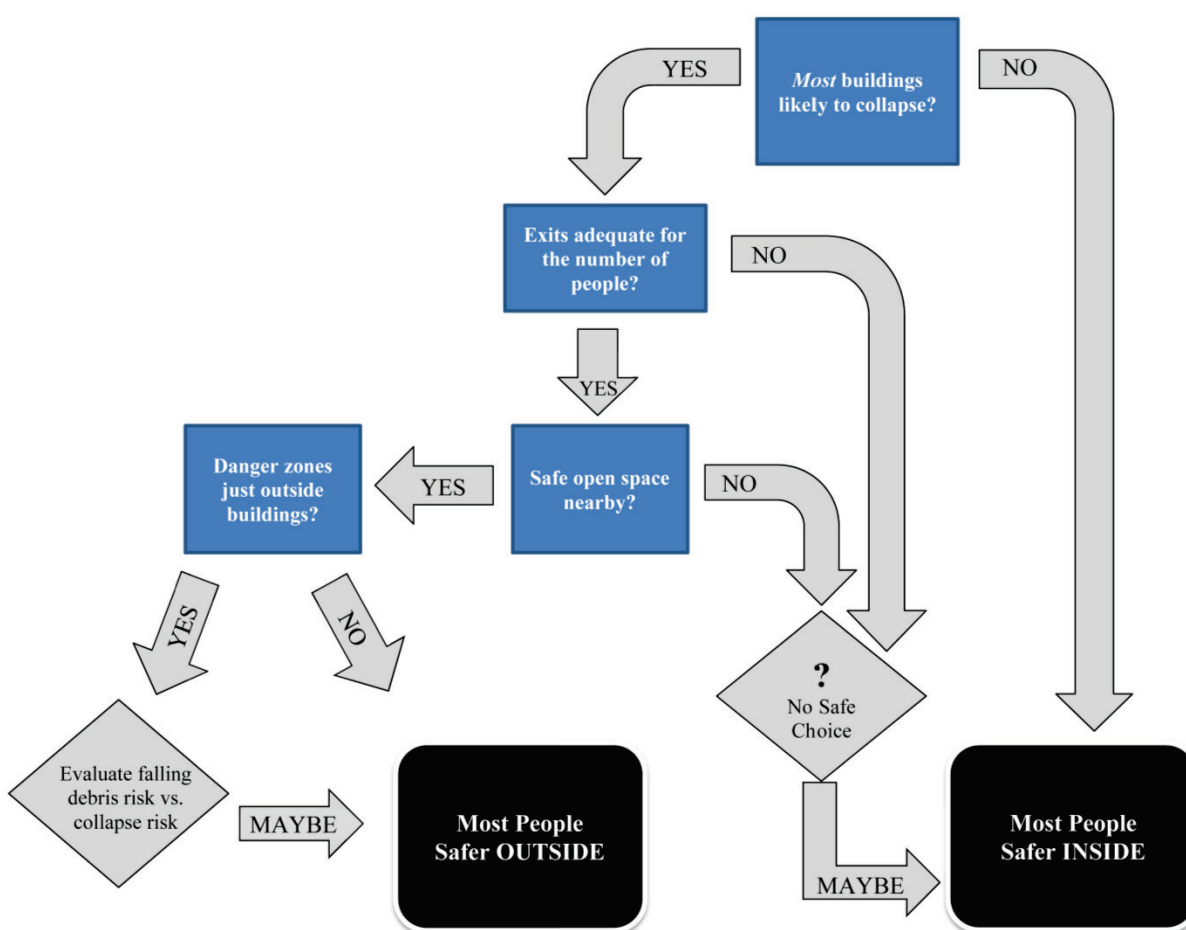 YES
Most buildings
likely to collapse?
NO
Exits adequate for
the number of
people?
NO
YES
Danger zones
just outside
buildings?
YES
Safe open space
nearby?
NO
YES
NO
?
No Safe
Choice
Evaluate falling
debris risk vs.
collapse risk
MAYBE
Most People
Safer OUTSIDE
MAYBE
Most People
Safer INSIDE